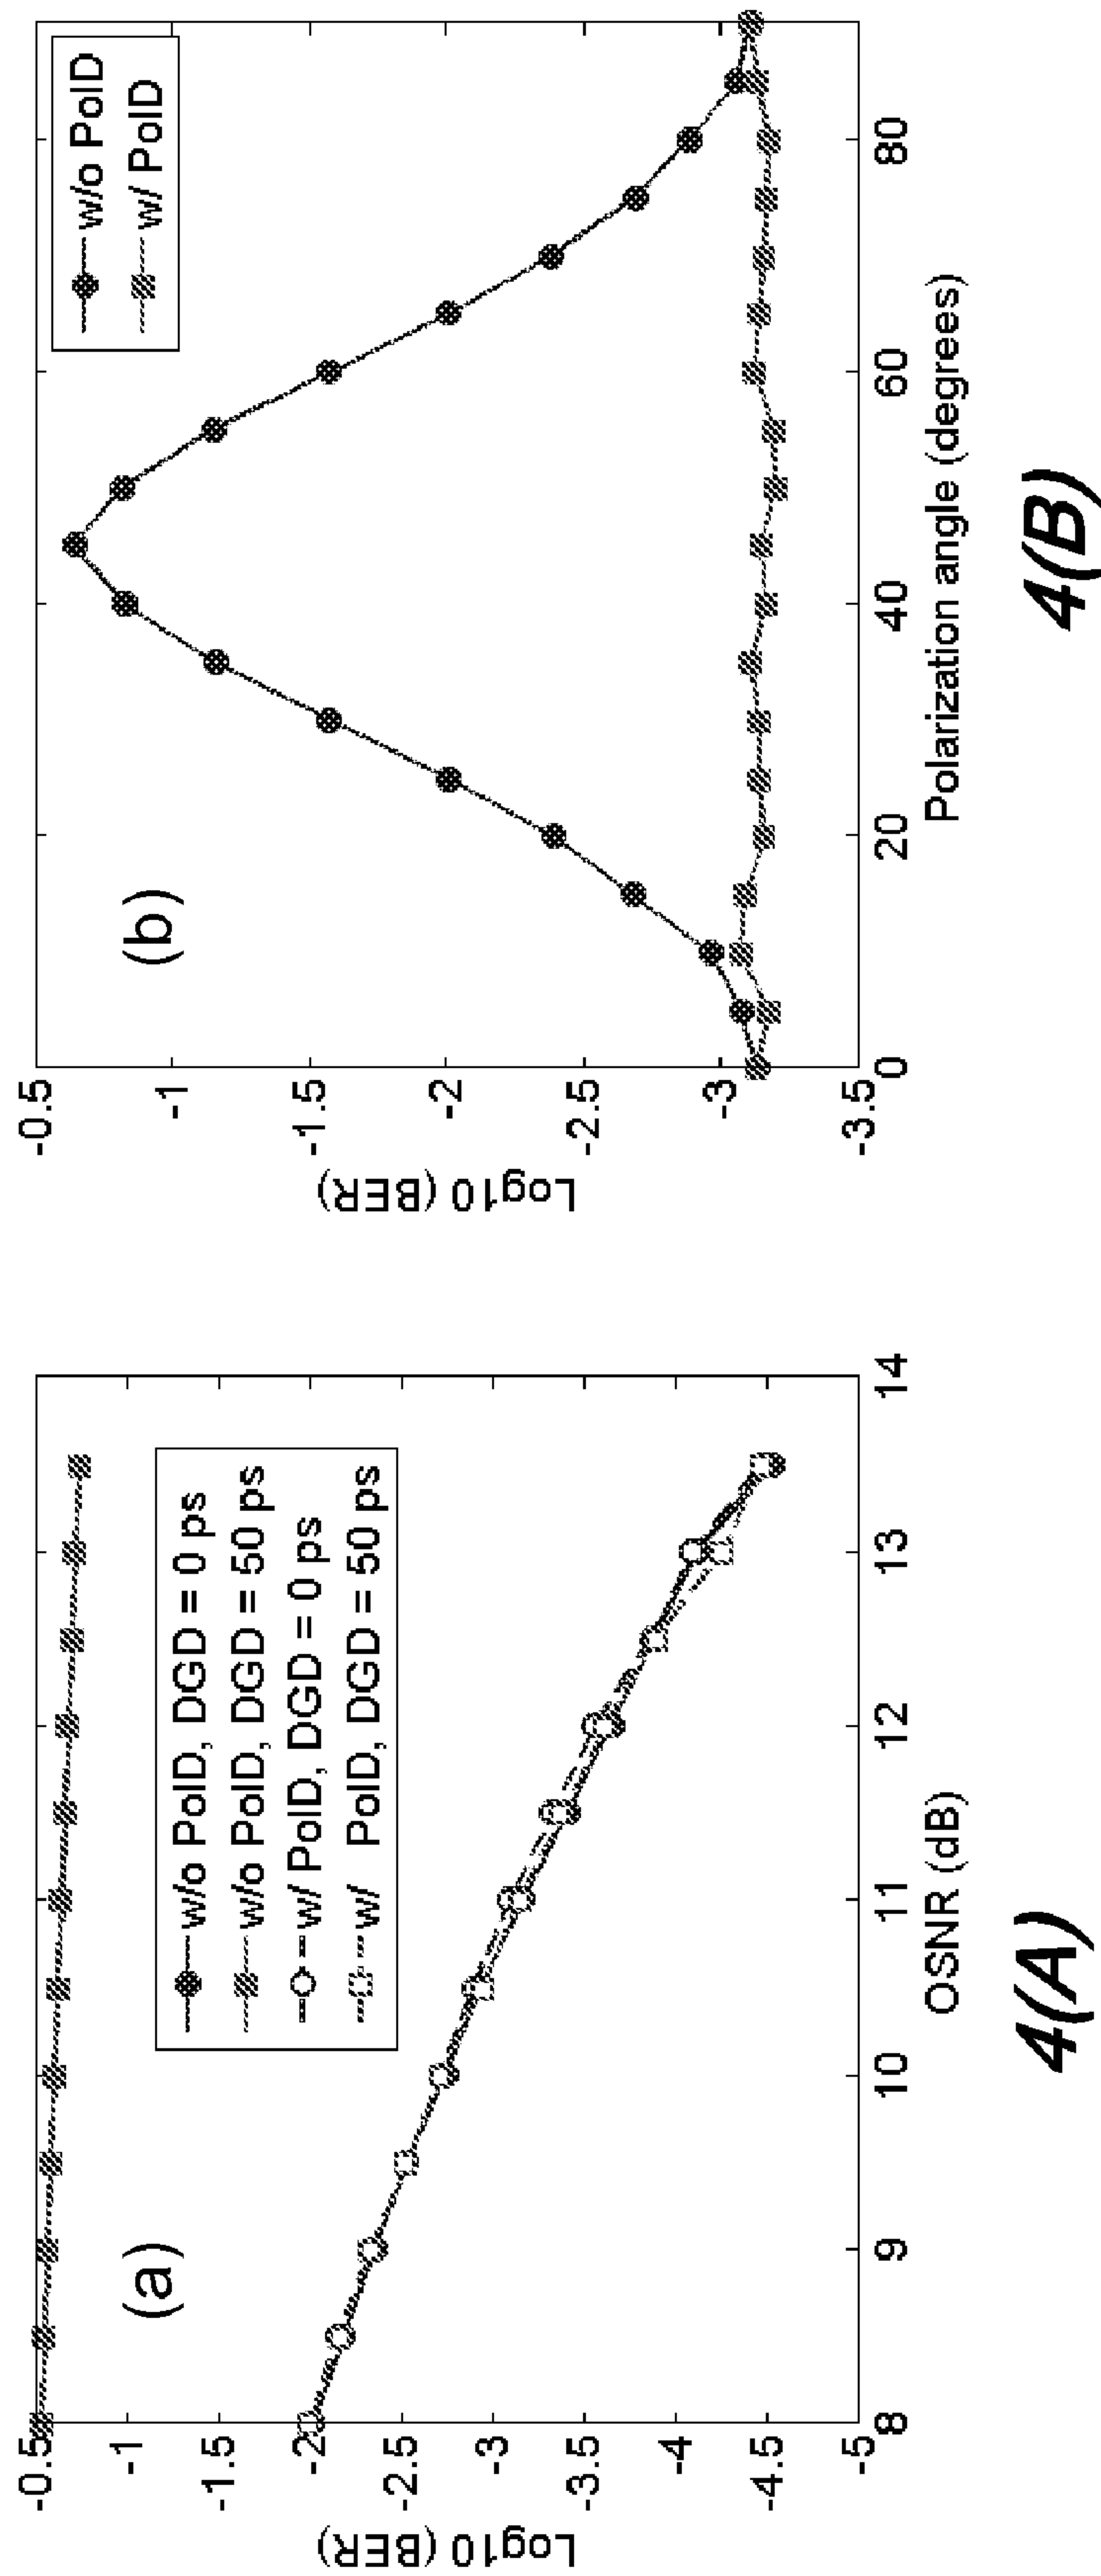 (a)
-0.5
-1
-1.5
-2
-2.5
-3
-3.5
-4
-4.5
-5
Log10 (BER)
w/o PolD, DGD = 0 ps
w/o PolD, DGD = 50 ps
w/ PolD, DGD = 0 ps
w/ PolD, DGD = 50 ps
8 9 10 11 12 13 14
OSNR (dB)
4(A)
(b)
-0.5
-1
-1.5
-2
-2.5
-3
-3.5
Log10 (BER)
w/o PolD
w/ PolD
0 20 40 60 80
Polarization angle (degrees)
4(B)